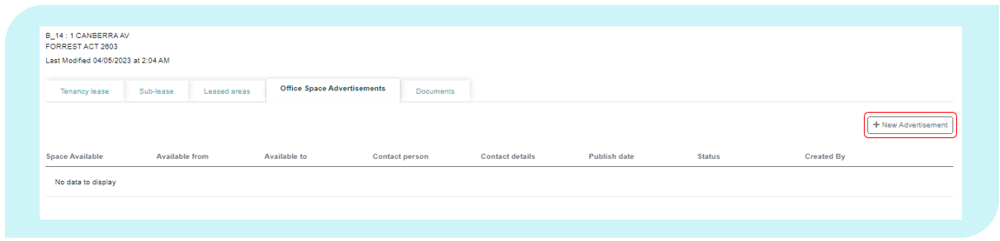 B_14 : 1 CANBERRA AV
FORREST ACT 2603
Last Modified 04/05/2023 at 2:04 AM
Tenancy lease Sub-lease Leased areas Office Space Advertisements Documents
+ New Advertisement
Space Available Available from Available to Contact person Contact details Publish date Status Created By
No data to display